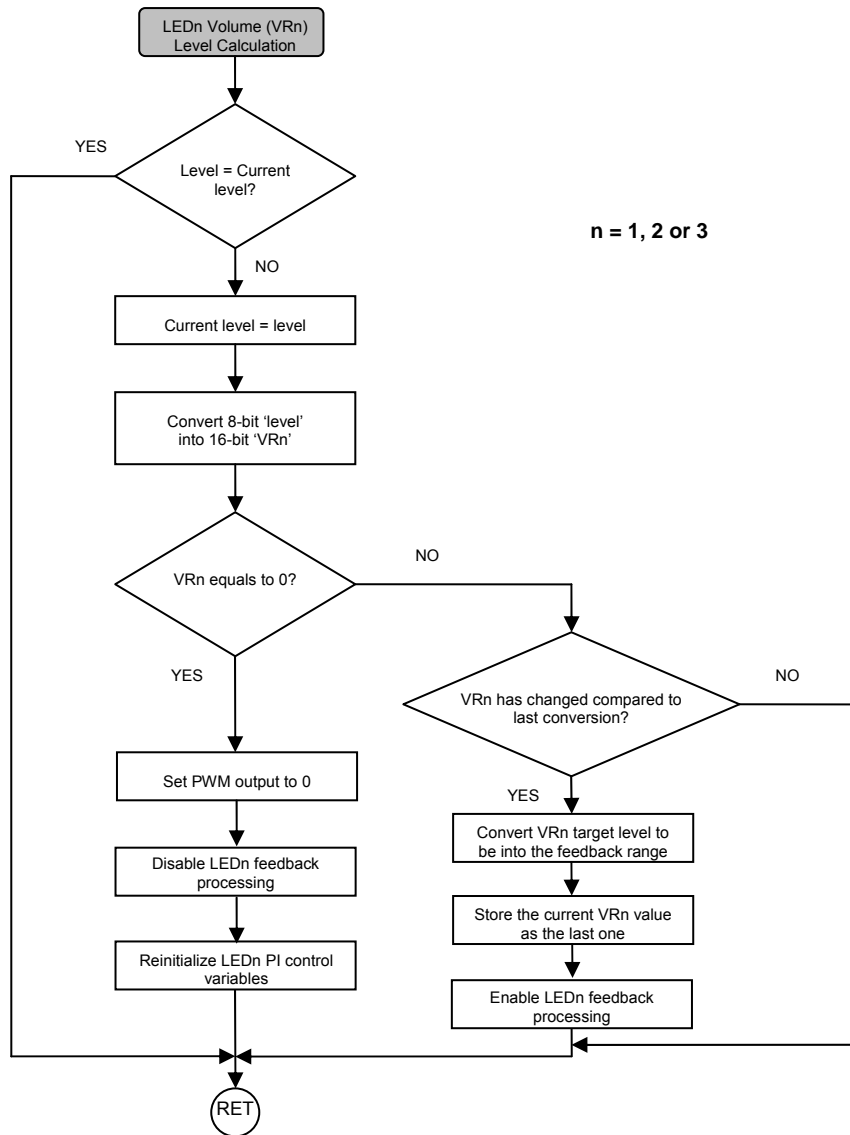 LEDn Volume (VRn)
Level Calculation
YES
Level = Current
level?
n = 1, 2 or 3
NO
Current level = level
Convert 8-bit ‘level’
into 16-bit ‘VRn’
VRn equals to 0?
NO
YES
VRn has changed compared to
last conversion?
NO
Set PWM output to 0
YES
Convert VRn target level to
be into the feedback range
Disable LEDn feedback
processing
Store the current VRn value
as the last one
Reinitialize LEDn PI control
variables
Enable LEDn feedback
processing
RET